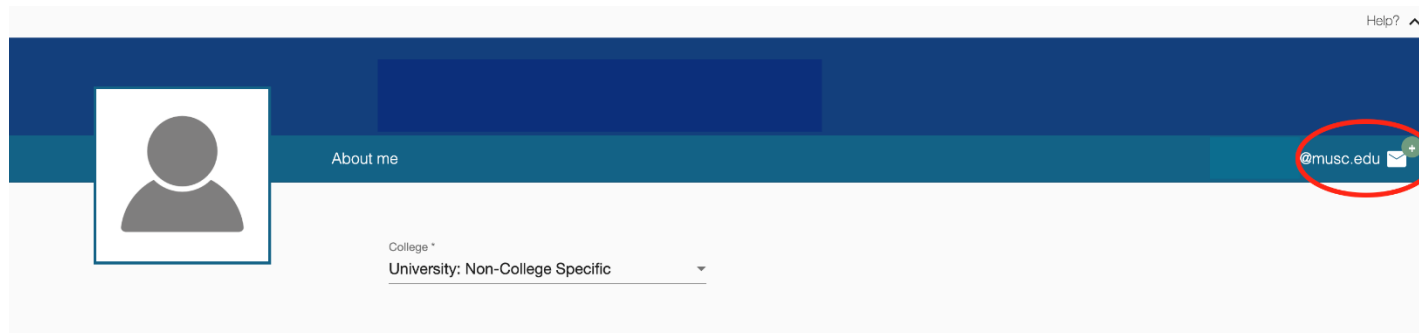 Help?
About me
@musc.edu
College *
University: Non-College Specific